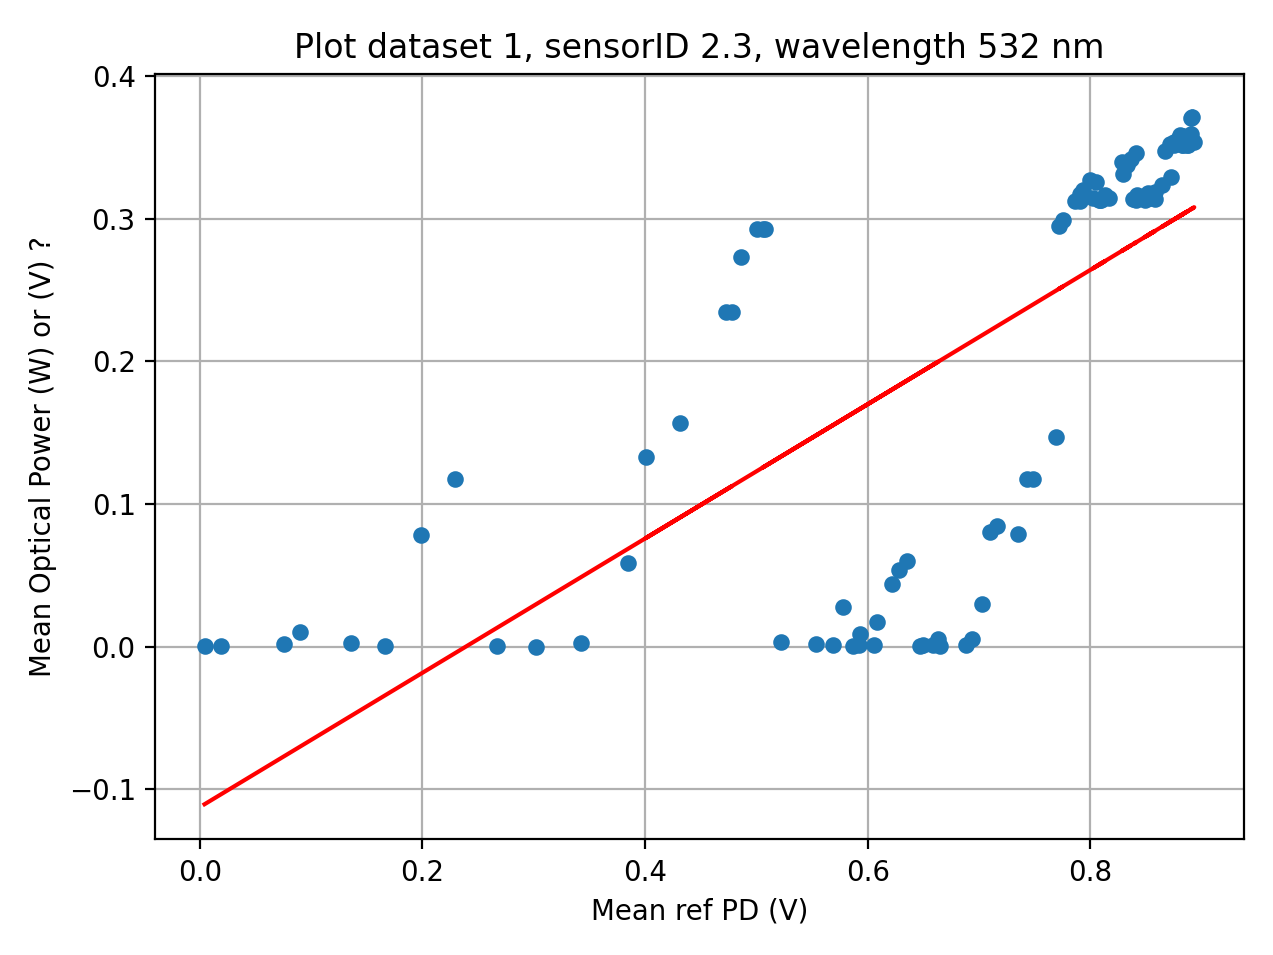 Plot dataset 1, sensorID 2.3, wavelength 532 nm
Mean Optical Power (W) or (V) ?
0.4
0.3
0.2
0.1
0.0
−0.1
0.0 0.2 0.4 0.6 0.8
Mean ref PD (V)